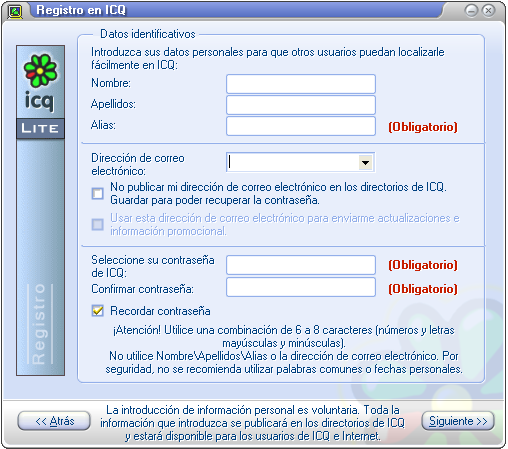 Registro en ICQ
Datos identificativos
Introduzca sus datos personales para que otros usuarios puedan localizarle
fácilmente en ICQ:
Nombre:
Apellidos:
Alias:
(Obligatorio)
icq
LITE
Dirección de correo
electrónico:
No publicar mi dirección de correo electrónico en los directorios de ICQ.
Guardar para poder recuperar la contraseña.
Usar esta dirección de correo electrónico para enviarme actualizaciones e
información promocional.
Seleccione su contraseña
de ICQ:
(Obligatorio)
Confirmar contraseña:
(Obligatorio)
Recordar contraseña
Registro
¡Atención! Utilice una combinación de 6 a 8 caracteres (números y letras
mayúsculas y minúsculas).
No utilice Nombre\Apellidos\Alias o la dirección de correo electrónico. Por
seguridad, no se recomienda utilizar palabras comunes o fechas personales.
<< Atrás
La introducción de información personal es voluntaria. Toda la
información que introduzca se publicará en los directorios de ICQ
y estará disponible para los usuarios de ICQ e Internet.
Siguiente >>